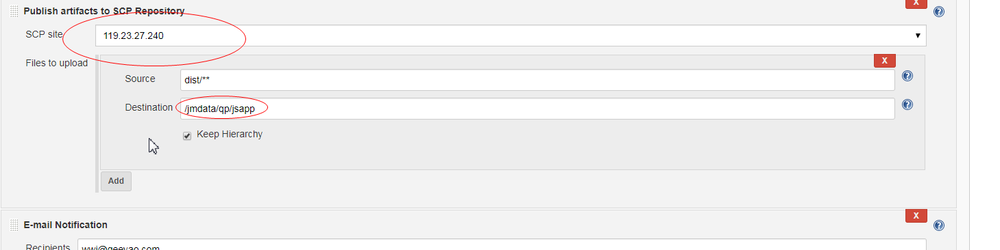 X
Publish artifacts to SCP Repository
SCP site 119.23.27.240
Files to upload
X
Source dist/**
Destination /jmdata/qp/jsapp
Keep Hierarchy
Add
X
E-mail Notification
Recipients